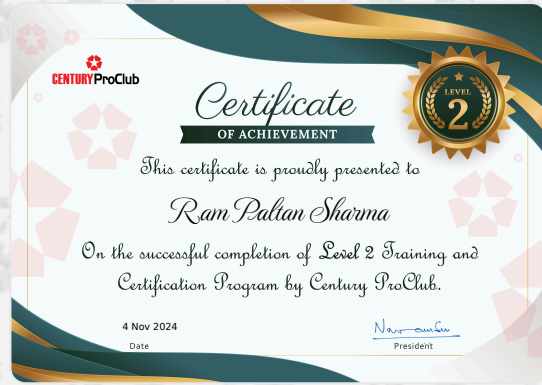 CENTURY ProClub
Certificate
OF ACHIEVEMENT
LEVEL
2
This certificate is proudly presented to
Ram Paltan Sharma
On the successful completion of Level 2 Training and
Certification Program by Century ProClub.
4 Nov 2024
Date
President